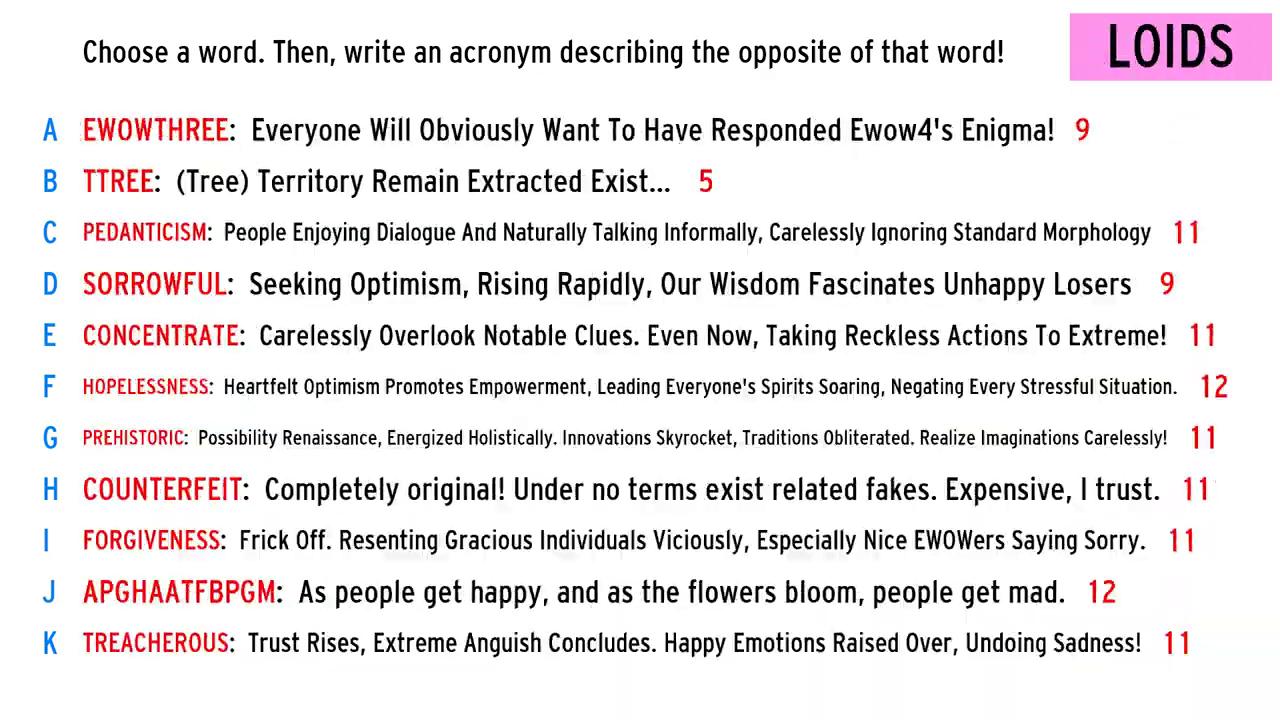 Choose a word. Then, write an acronym describing the opposite of that word! LOIDS
A EWOWTHREE: Everyone Will Obviously Want To Have Responded Ewow4's Enigma! 9
B TTREE: (Tree) Territory Remain Extracted Exist... 5
C PEDANTICISM: People Enjoying Dialogue And Naturally Talking Informally, Carelessly Ignoring Standard Morphology 11
D SORROWFUL: Seeking Optimism, Rising Rapidly, Our Wisdom Fascinates Unhappy Losers 9
E CONCENTRATE: Carelessly Overlook Notable Clues. Even Now, Taking Reckless Actions To Extreme! 11
F HOPELESSNESS: Heartfelt Optimism Promotes Empowerment, Leading Everyone's Spirits Soaring, Negating Every Stressful Situation. 12
G PREHISTORIC: Possibility Renaissance, Energized Holistically. Innovations Skyrocket, Traditions Obliterated. Realize Imaginations Carelessly! 11
H COUNTERFEIT: Completely original! Under no terms exist related fakes. Expensive, I trust. 11
I FORGIVENESS: Frick Off. Resenting Gracious Individuals Viciously, Especially Nice EWOWers Saying Sorry. 11
J APGHAATFBPGM: As people get happy, and as the flowers bloom, people get mad. 12
K TREACHEROUS: Trust Rises, Extreme Anguish Concludes. Happy Emotions Raised Over, Undoing Sadness! 11